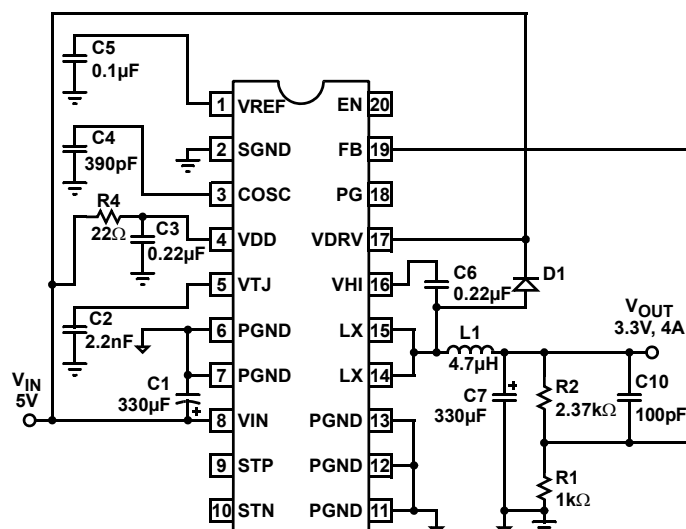 C5
0.1µF
C4
390pF
R4
22Ω
C3
0.22µF
C2
2.2nF
C1
330µF
VIN
5V
1 VREF
2 SGND
3 COSC
4 VDD
5 VTJ
6 PGND
7 PGND
8 VIN
9 STP
10 STN
EN 20
FB 19
PG 18
VDRV 17
VHI 16
LX 15
LX 14
PGND 13
PGND 12
PGND 11
C6
0.22µF
D1
L1
4.7µH
VOUT
3.3V, 4A
C7
330µF
R2
2.37kΩ
C10
100pF
R1
1kΩ